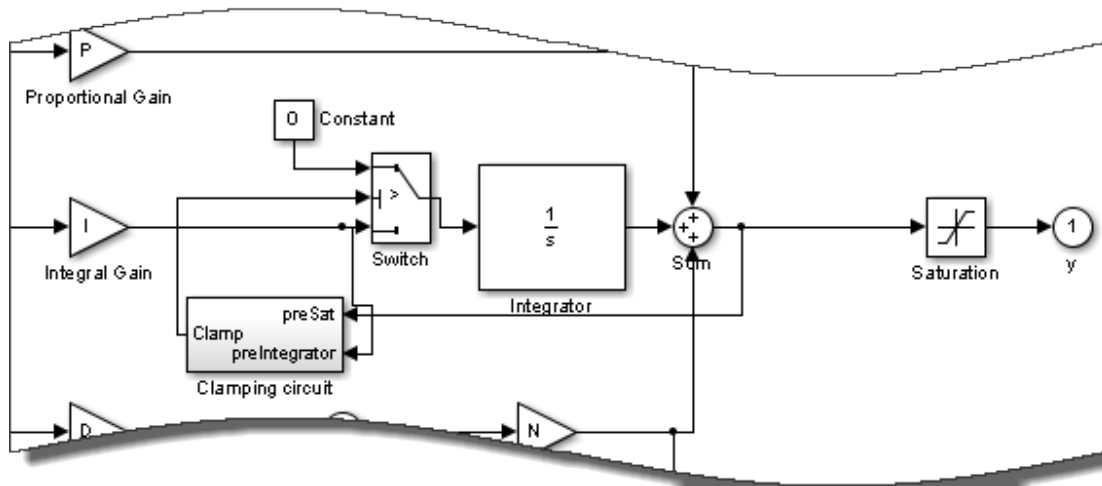 P
Proportional Gain
0
Constant
>
I
Integral Gain
Switch
1
s
Integrator
+
+
+
Sum
Saturation
1
y
preSat
Clamp
preIntegrator
Clamping circuit
D
N